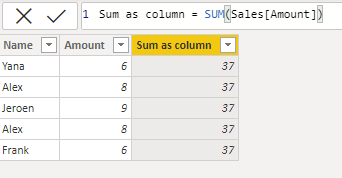 1 Sum as column = SUM(Sales[Amount])
Name Amount Sum as column
Yana 6 37
Alex 8 37
Jeroen 9 37
Alex 8 37
Frank 6 37